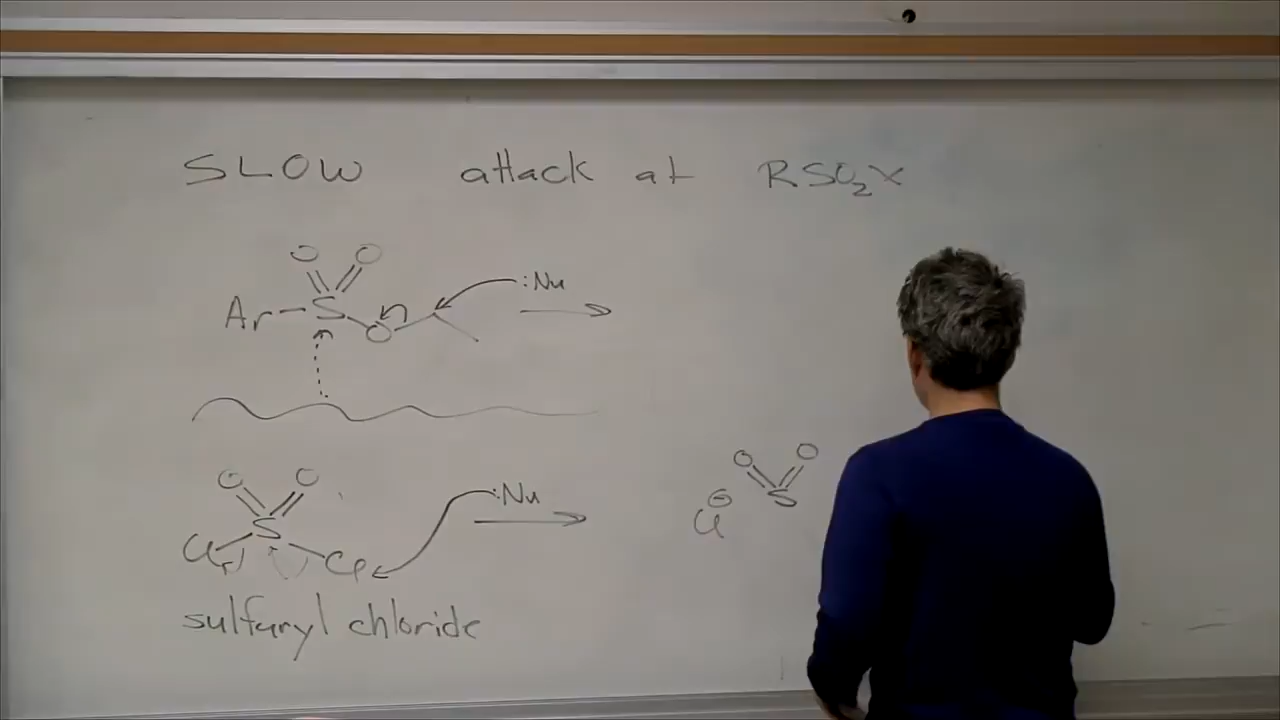 SLOW attack at RSO₂X
O O
Ar S O :Nu
O O
O O
S
:Nu
Cl S Cl
Cl ⊖
sulfuryl chloride